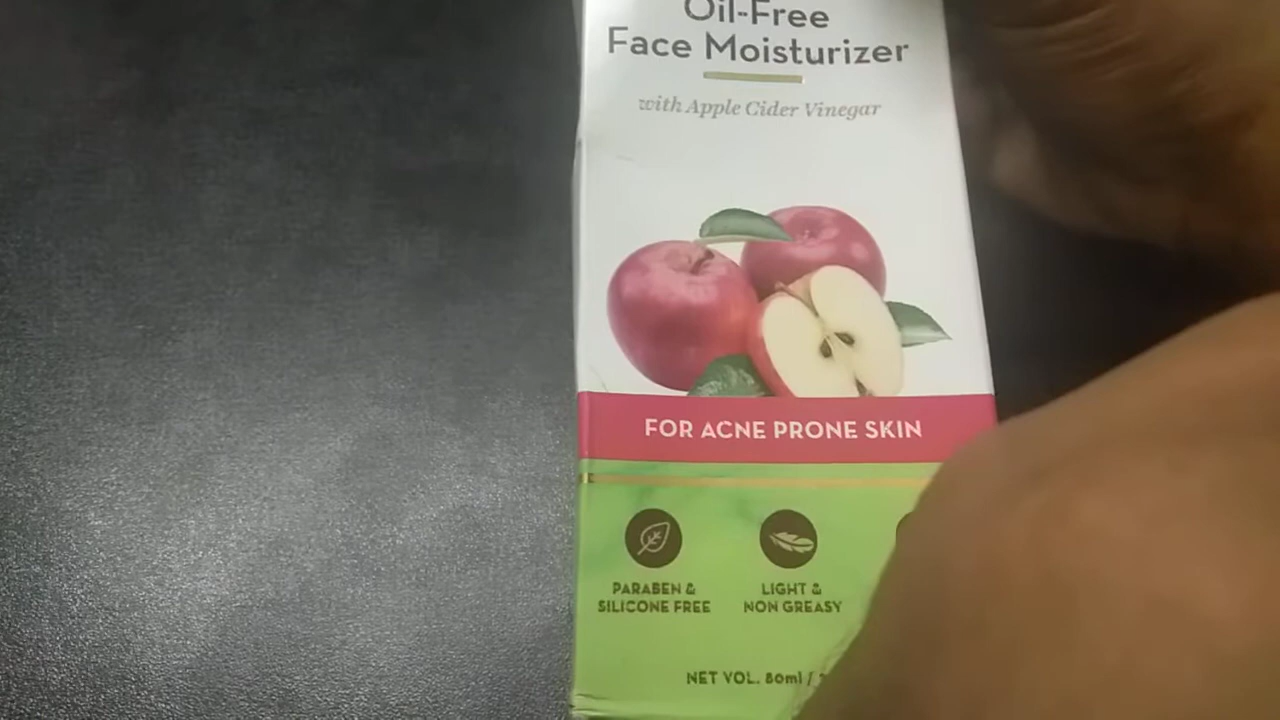 Oil-Free
Face Moisturizer
with Apple Cider Vinegar
FOR ACNE PRONE SKIN
PARABEN &
SILICONE FREE
LIGHT &
NON GREASY
NET VOL. 80ml /